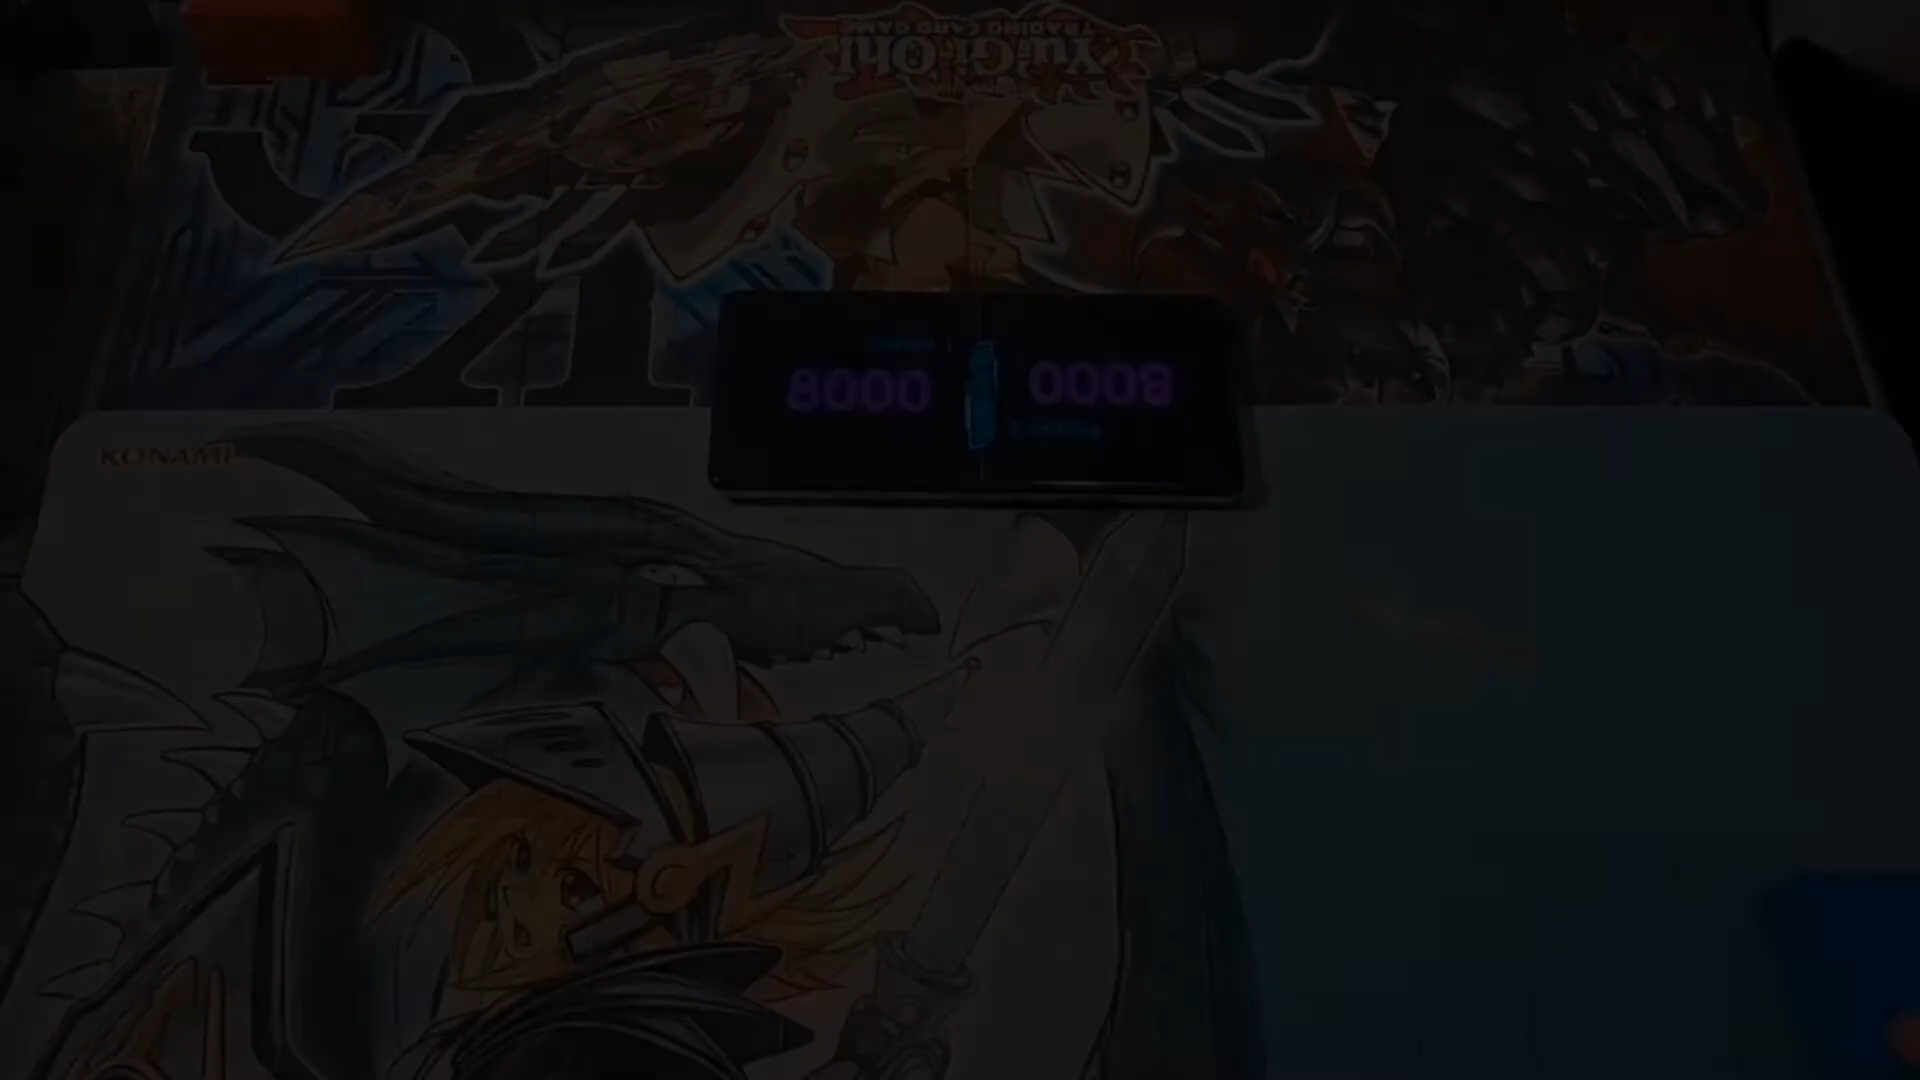 TRADING CARD GAME
Yu-Gi-Oh!
8000
8000
KONAMI